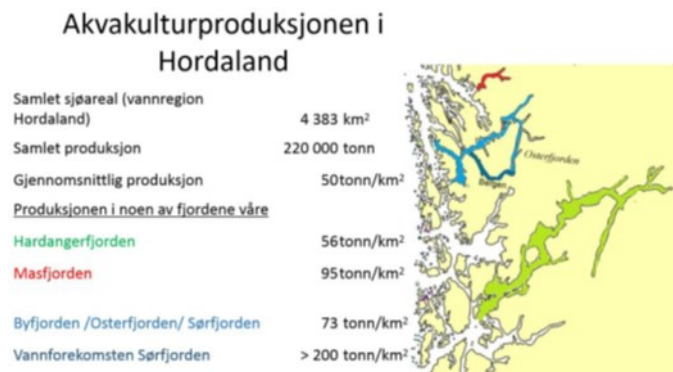 Akvakulturproduksjonen i
Hordaland
Samlet sjøareal (vannregion
Hordaland) 4 383 km²
Samlet produksjon 220 000 tonn
Gjennomsnittlig produksjon 50tonn/km²
Produksjonen i noen av fjordene våre
Hardangerfjorden 56tonn/km²
Masfjorden 95tonn/km²
Byfjorden /Osterfjorden/ Sørfjorden 73 tonn/km²
Vannforekomsten Sørfjorden > 200 tonn/km²
Osterfjorden
Bergen